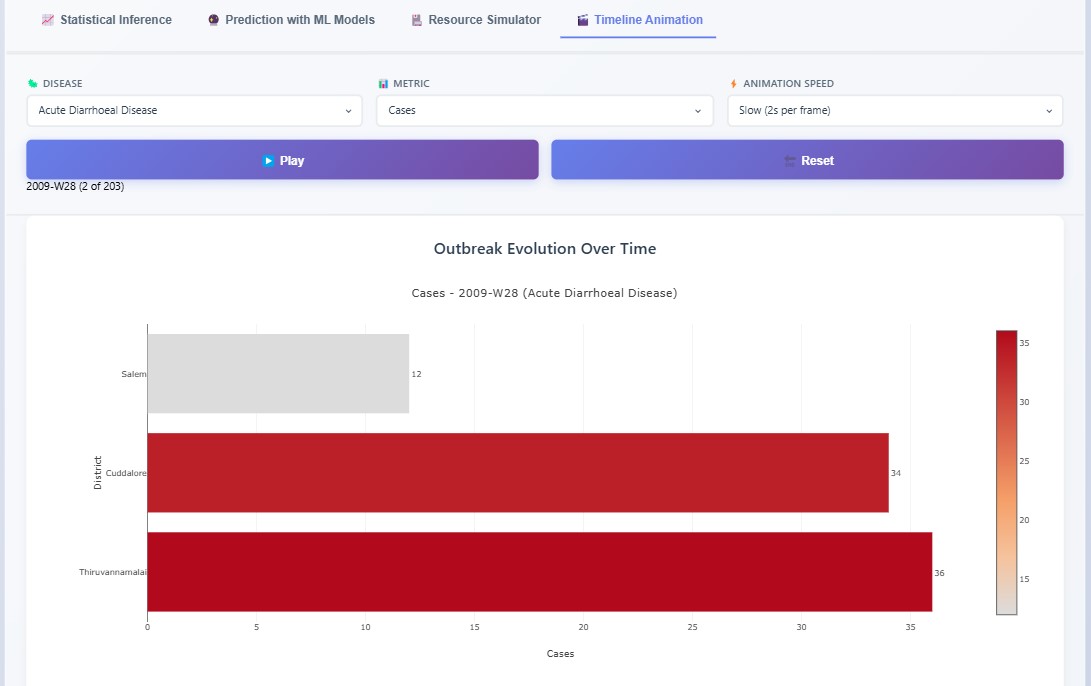 Statistical Inference Prediction with ML Models Resource Simulator Timeline Animation
DISEASE METRIC ANIMATION SPEED
Acute Diarrhoeal Disease Cases Slow (2s per frame)
Play Reset
2009-W28 (2 of 203)
Outbreak Evolution Over Time
Cases - 2009-W28 (Acute Diarrhoeal Disease)
Salem 12
Cuddalore 34
Thiruvannamalai 36
District
0 5 10 15 20 25 30 35
Cases
35
30
25
20
15